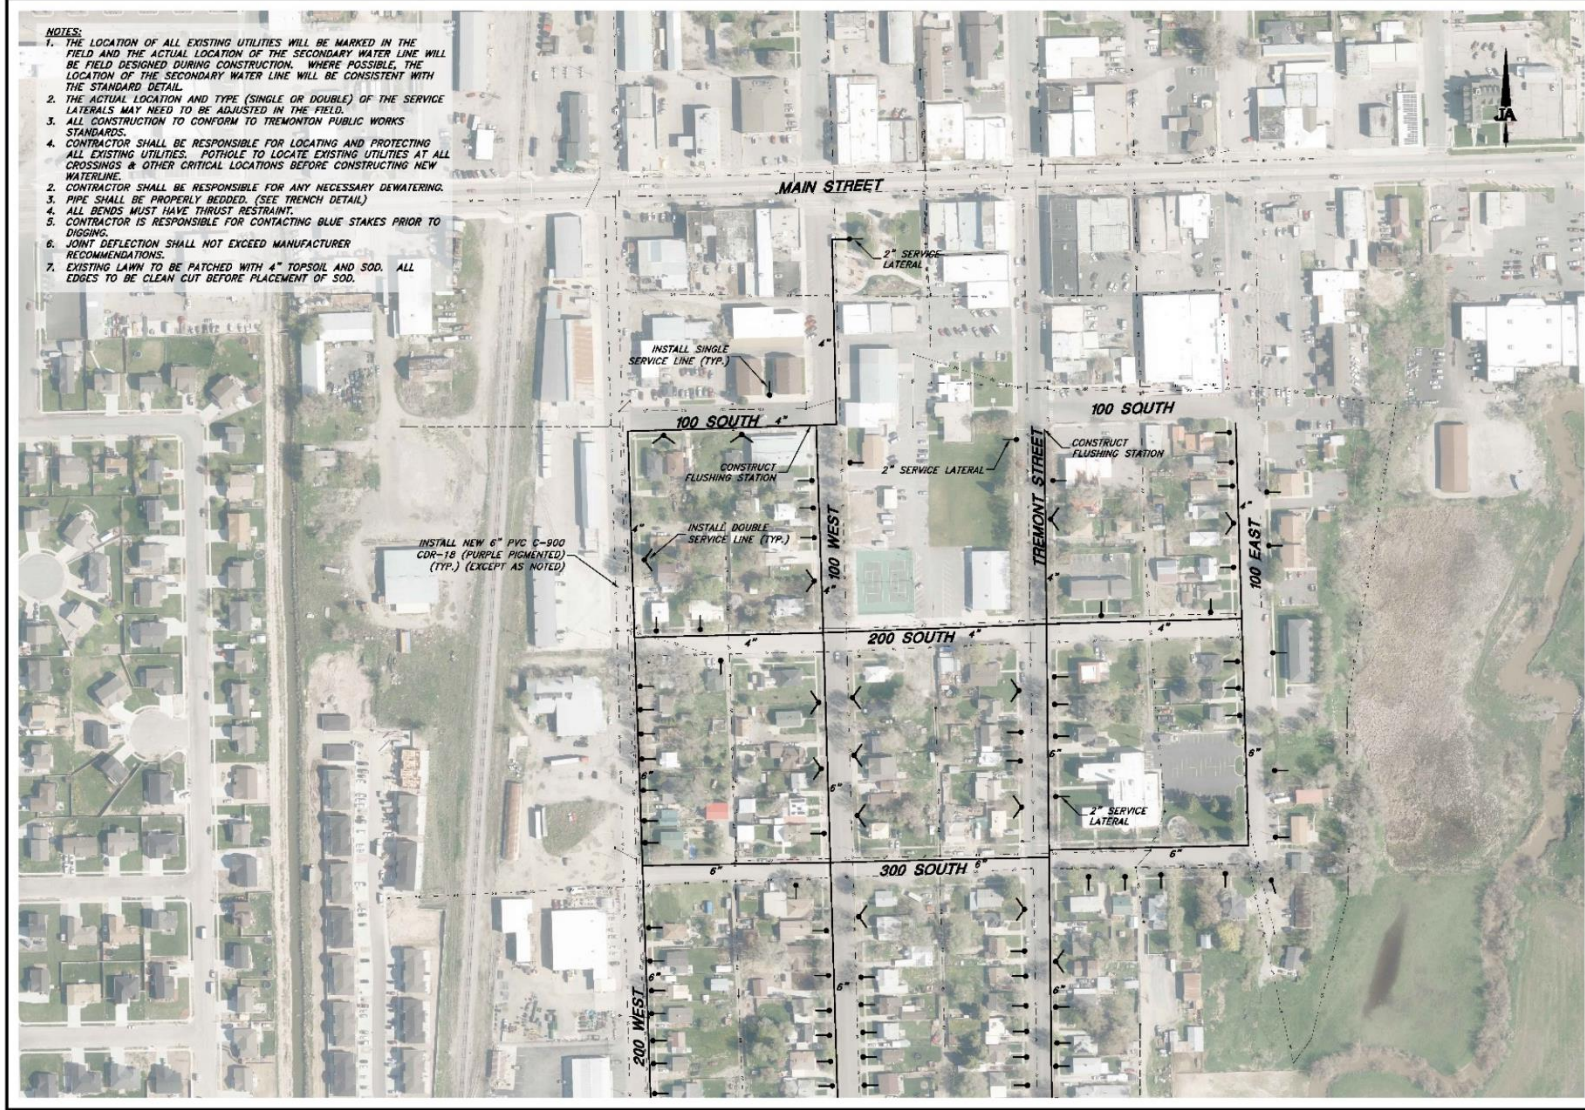 NOTES:
1. THE LOCATION OF ALL EXISTING UTILITIES WILL BE MARKED IN THE
FIELD AND THE ACTUAL LOCATION OF THE SECONDARY WATER LINE WILL
BE FIELD DESIGNED DURING CONSTRUCTION. WHERE POSSIBLE, THE
LOCATION OF THE SECONDARY WATER LINE WILL BE CONSISTENT WITH
THE STANDARD DETAIL.
2. THE ACTUAL LOCATION AND TYPE (SINGLE OR DOUBLE) OF THE SERVICE
LATERALS MAY NEED TO BE ADJUSTED IN THE FIELD.
3. ALL CONSTRUCTION TO CONFORM TO TREMONTON PUBLIC WORKS
STANDARDS.
4. CONTRACTOR SHALL BE RESPONSIBLE FOR LOCATING AND PROTECTING
ALL EXISTING UTILITIES. POTHOLE TO LOCATE EXISTING UTILITIES AT ALL
CROSSINGS & OTHER CRITICAL LOCATIONS BEFORE CONSTRUCTING NEW
WATERLINE.
2. CONTRACTOR SHALL BE RESPONSIBLE FOR ANY NECESSARY DEWATERING.
3. PIPE SHALL BE PROPERLY BEDDED. (SEE TRENCH DETAIL)
4. ALL BENDS MUST HAVE THRUST RESTRAINT.
5. CONTRACTOR IS RESPONSIBLE FOR CONTACTING BLUE STAKES PRIOR TO
DIGGING.
6. JOINT DEFLECTION SHALL NOT EXCEED MANUFACTURER
RECOMMENDATIONS.
7. EXISTING LAWN TO BE PATCHED WITH 4" TOPSOIL AND SOD. ALL
EDGES TO BE CLEAN CUT BEFORE PLACEMENT OF SOD.
JA
MAIN STREET
2" SERVICE
LATERAL
4"
INSTALL SINGLE
SERVICE LINE (TYP.)
100 SOUTH
4"
100 SOUTH
CONSTRUCT
FLUSHING STATION
2" SERVICE LATERAL
TREMONT STREET
CONSTRUCT
FLUSHING STATION
4"
INSTALL DOUBLE
SERVICE LINE (TYP.)
INSTALL NEW 6" PVC C-900
CDR-18 (PURPLE PIGMENTED)
(TYP.) (EXCEPT AS NOTED)
100 WEST
4"
4"
4"
100 EAST
4"
200 SOUTH
4"
4"
6"
6"
6"
6"
2" SERVICE
LATERAL
6"
300 SOUTH
6"
6"
200 WEST
6"
6"
6"